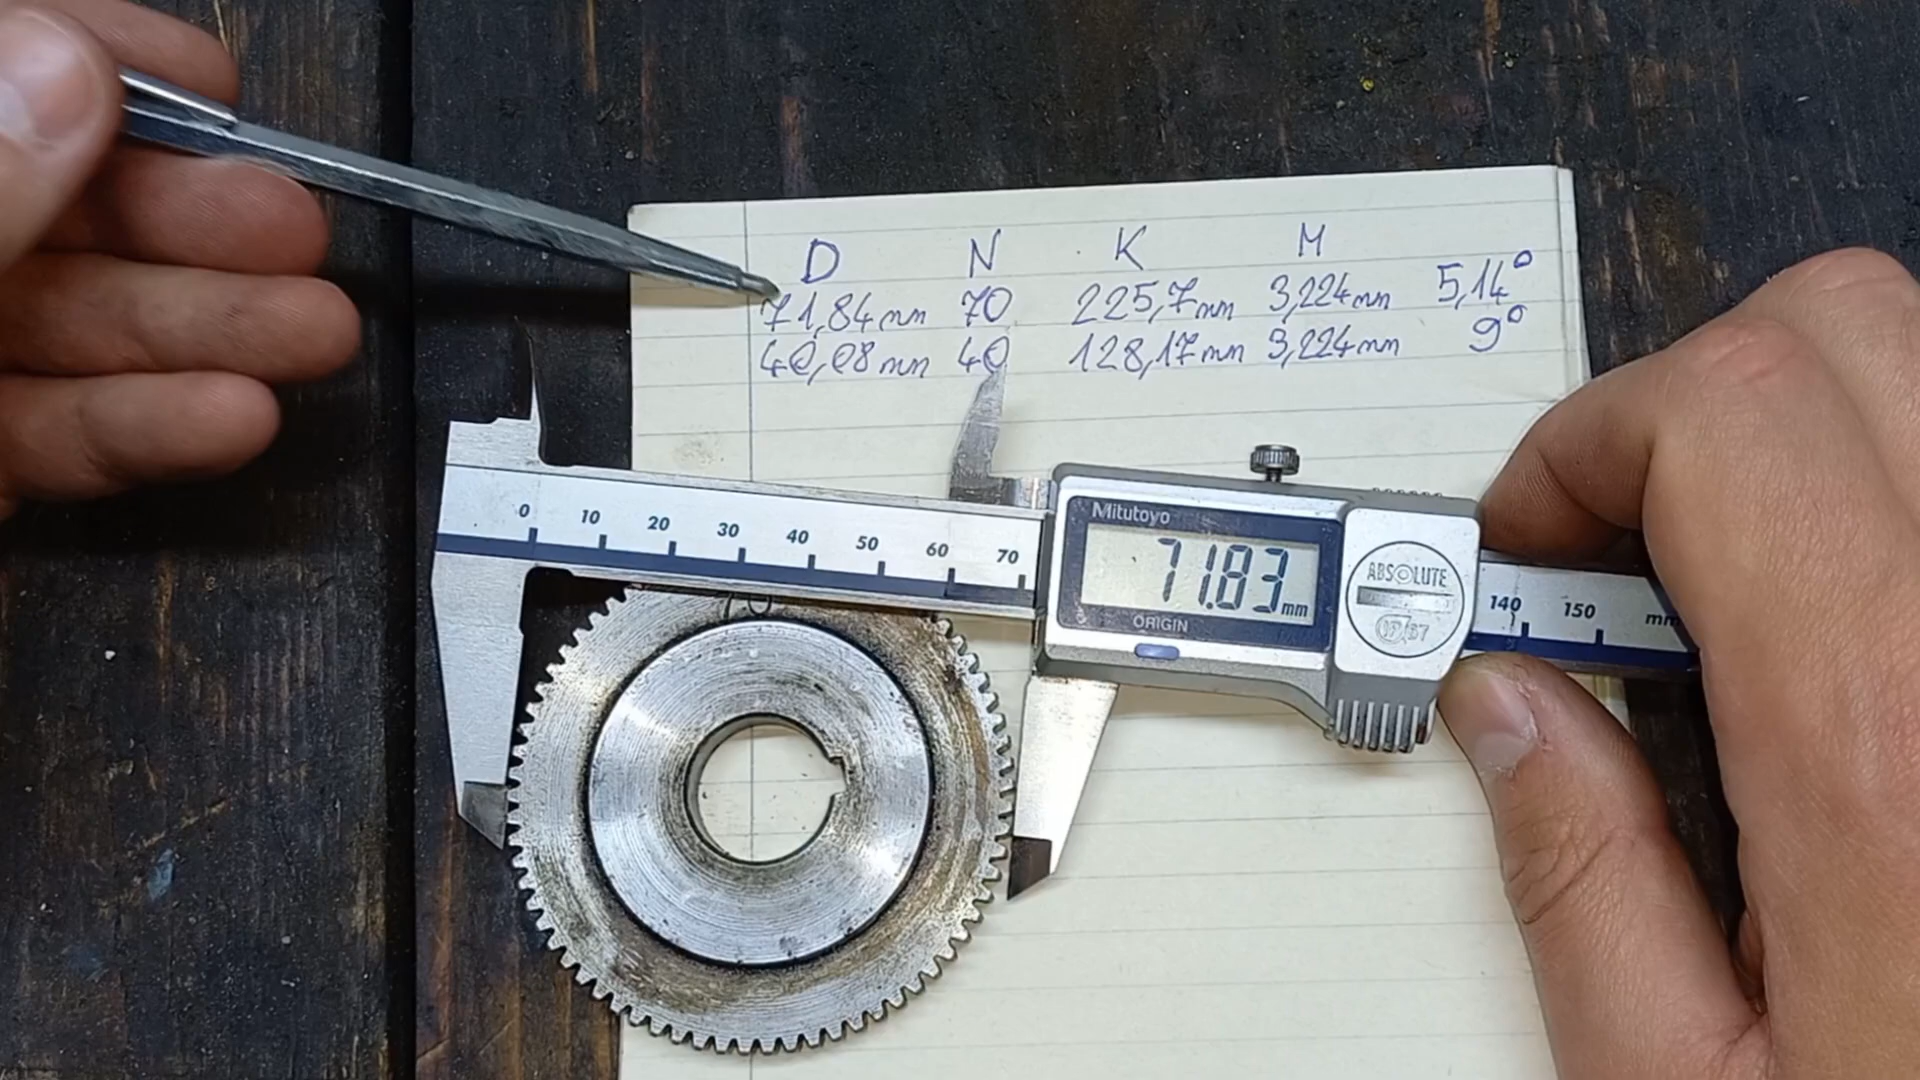 D N K M
71,84mm 70 225,7mm 3,224mm 5,14°
40,08mm 40 128,17mm 3,224mm 9°
0 10 20 30 40 50 60 70
Mitutoyo
71.83 mm
ORIGIN
ABSOLUTE
IP67
140 150 mm